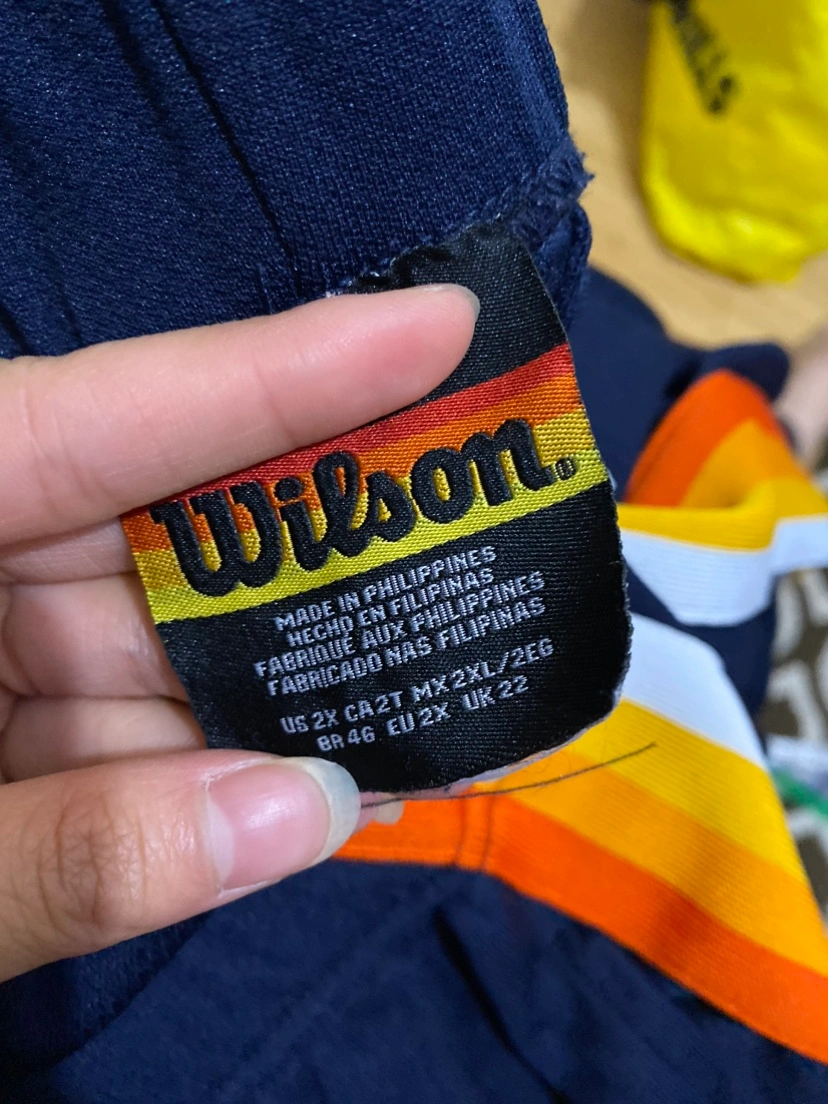 Wilson.®
MADE IN PHILIPPINES
HECHO EN FILIPINAS
FABRIQUE AUX PHILIPPINES
FABRICADO NAS FILIPINAS
US 2X CA 2T MX 2XL/2EG
BR 46 EU 2X UK 22